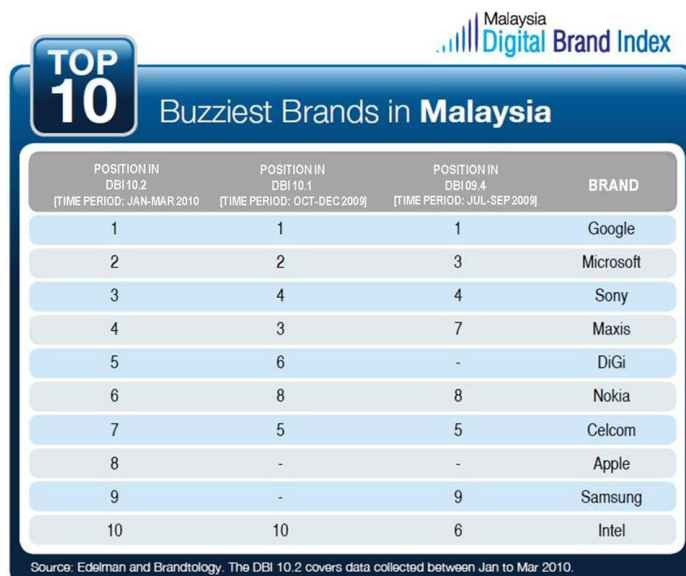 Malaysia
Digital Brand Index
TOP
10
Buzziest Brands in Malaysia
POSITION IN DBI 10.2 [TIME PERIOD: JAN-MAR 2010 POSITION IN DBI 10.1 [TIME PERIOD: OCT-DEC 2009] POSITION IN DBI 09.4 [TIME PERIOD: JUL-SEP 2009] BRAND
1 1 1 Google
2 2 3 Microsoft
3 4 4 Sony
4 3 7 Maxis
5 6 - DiGi
6 8 8 Nokia
7 5 5 Celcom
8 - - Apple
9 - 9 Samsung
10 10 6 Intel
Source: Edelman and Brandtology. The DBI 10.2 covers data collected between Jan to Mar 2010.